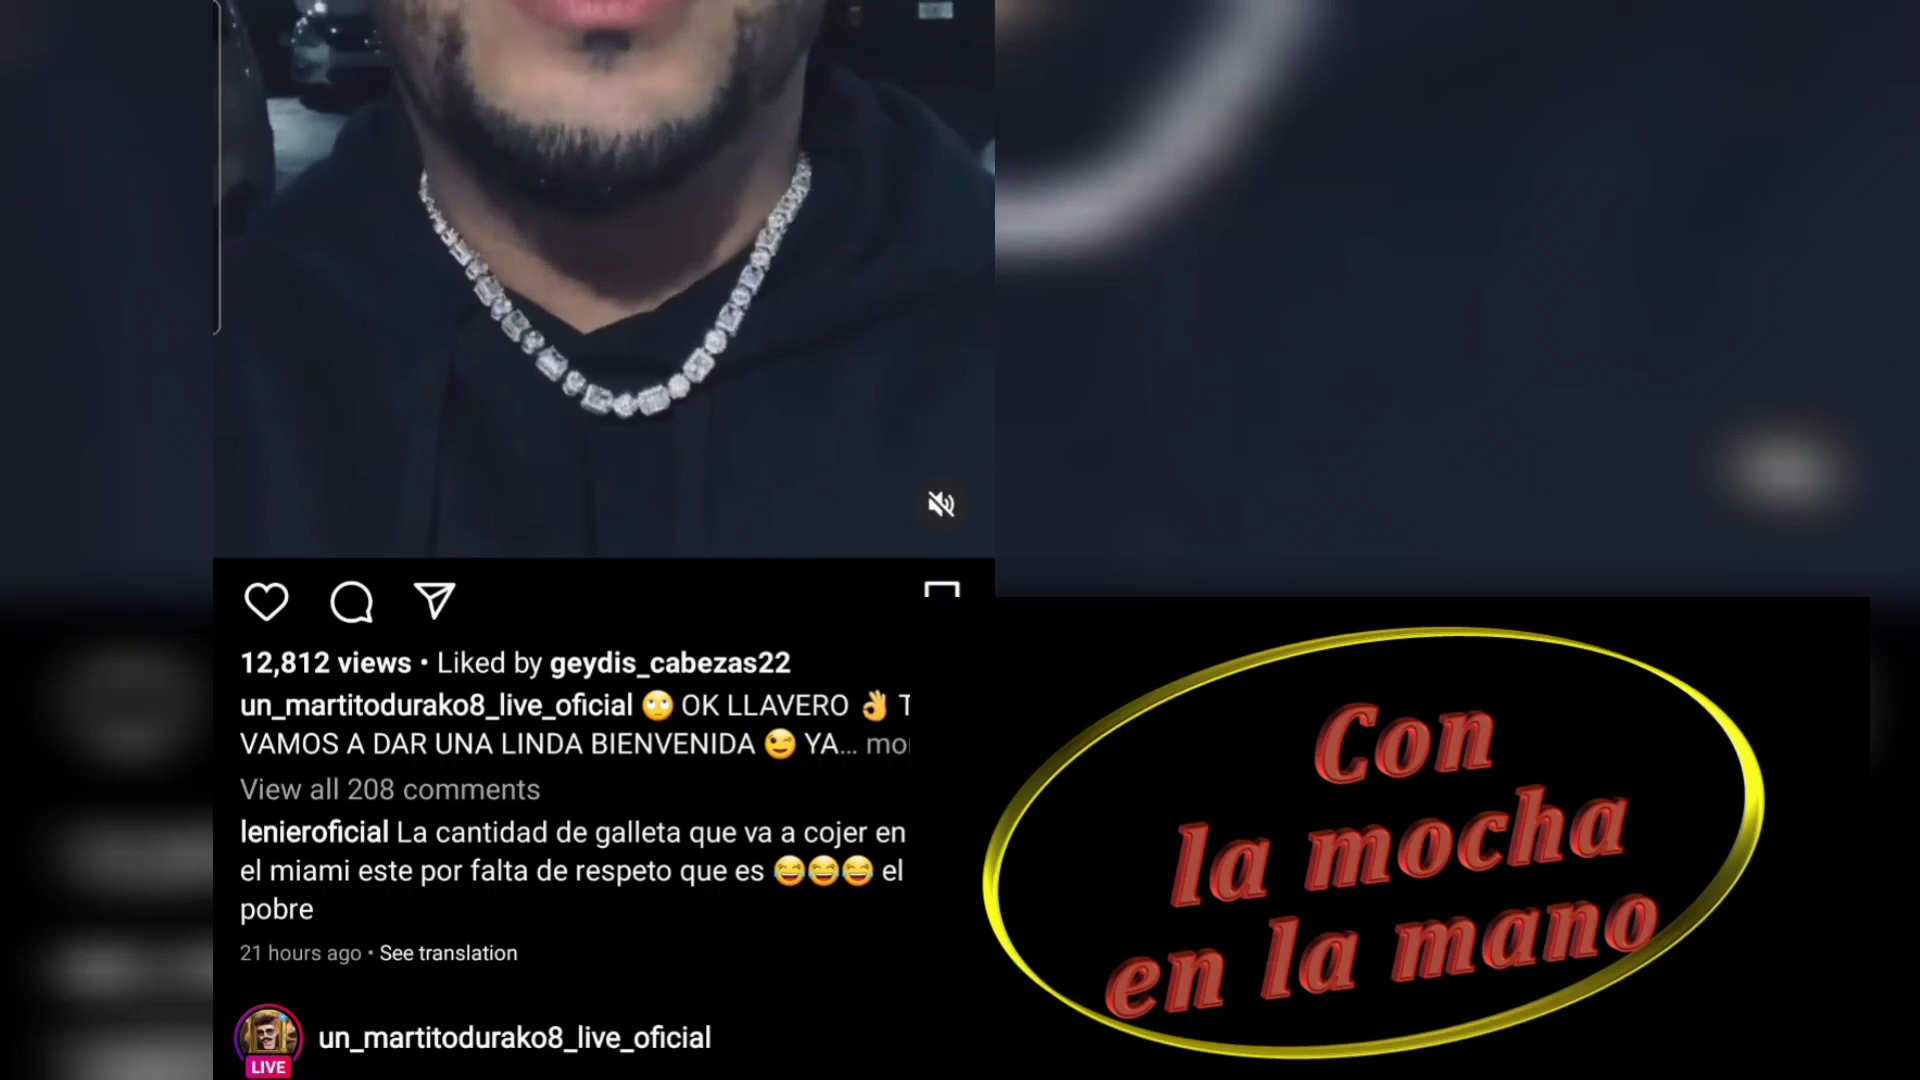 12,812 views • Liked by geydis_cabezas22
un_martitodurako8_live_oficial 🙄 OK LLAVERO 👌 T
VAMOS A DAR UNA LINDA BIENVENIDA 😉 YA... mo
View all 208 comments
lenieroficial La cantidad de galleta que va a cojer en
el miami este por falta de respeto que es 😂😂😂 el
pobre
21 hours ago • See translation
LIVE
un_martitodurako8_live_oficial
Con
la mocha
en la mano